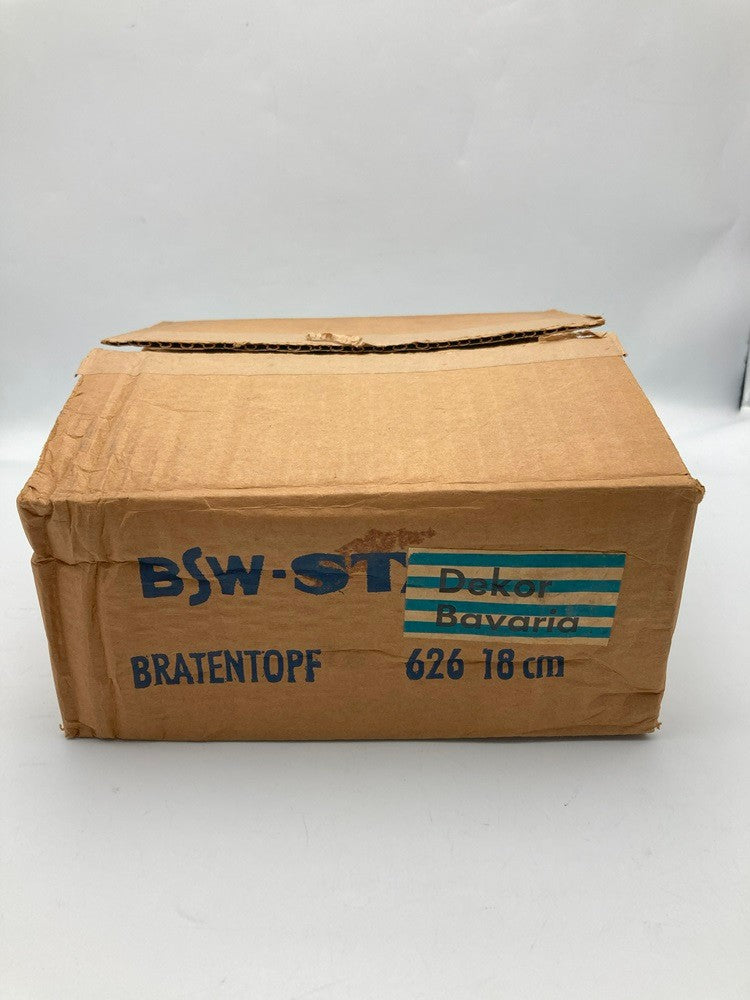 BSW-ST
Dekor
Bavaria
BRATENTOPF 626 18 cm